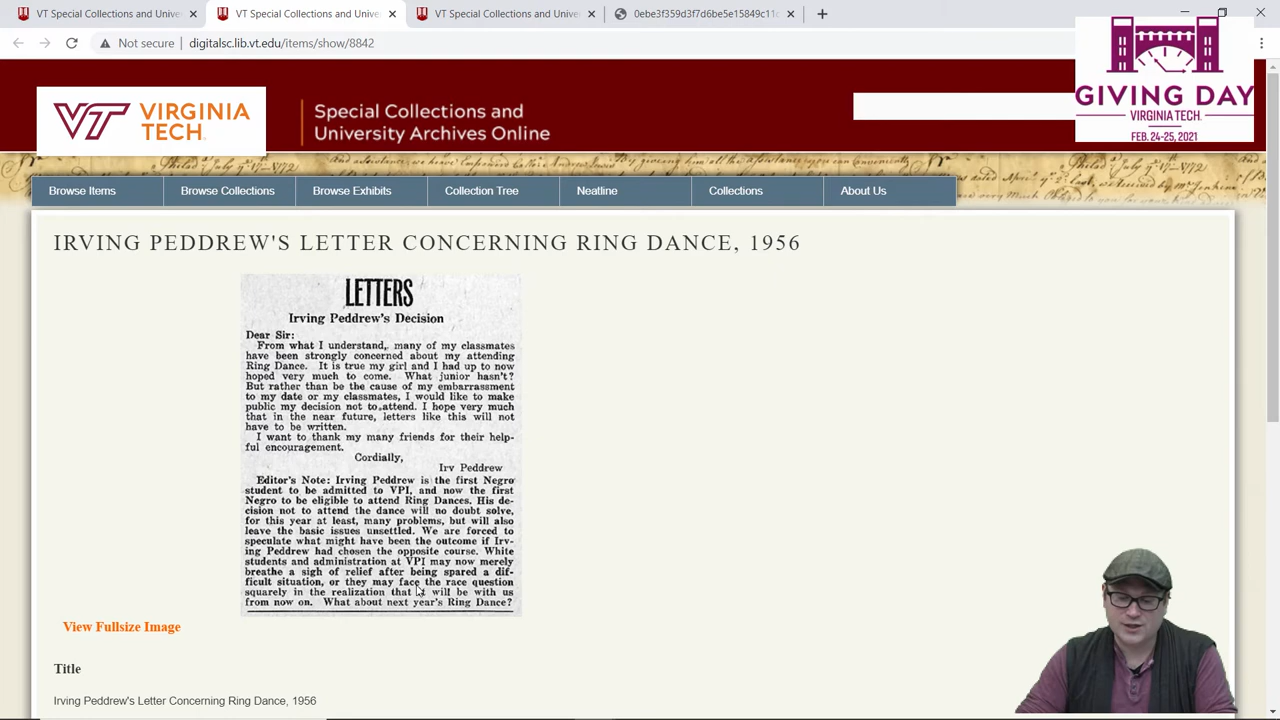 VT Special Collections and Unive
VT Special Collections and Unive
VT Special Collections and Unive
0ebe3f359d3f7d6be5e15849c11c
Not secure
digitalsc.lib.vt.edu/items/show/8842
VIRGINIA
TECH
Special Collections and
University Archives Online
GIVING DAY
VIRGINIA TECH
FEB. 24-25, 2021
Browse Items
Browse Collections
Browse Exhibits
Collection Tree
Neatline
Collections
About Us
IRVING PEDDREW'S LETTER CONCERNING RING DANCE, 1956
LETTERS
Irving Peddrew's Decision
Dear Sir:
From what I understand, many of my classmates
have been strongly concerned about my attending
Ring Dance. It is true my girl and I had up to now
hoped very much to come. What junior hasn't?
But rather than be the cause of my embarrassment
to my date or my classmates, I would like to make
public my decision not to attend. I hope very much
that in the near future, letters like this will not
have to be written.
I want to thank my many friends for their help-
ful encouragement.
Cordially,
Irv Peddrew
Editor's Note: Irving Peddrew is the first Negro
student to be admitted to VPI, and now the first
Negro to be eligible to attend Ring Dances. His de-
cision not to attend the dance will no doubt solve,
for this year at least, many problems, but will also
leave the basic issues unsettled. We are forced to
speculate what might have been the outcome if Irv-
ing Peddrew had chosen the opposite course. White
students and administration at VPI may now merely
breathe a sigh of relief after being spared a dif-
ficult situation, or they may face the race question
squarely in the realization that it will be with us
from now on. What about next year's Ring Dance?
View Fullsize Image
Title
Irving Peddrew's Letter Concerning Ring Dance, 1956